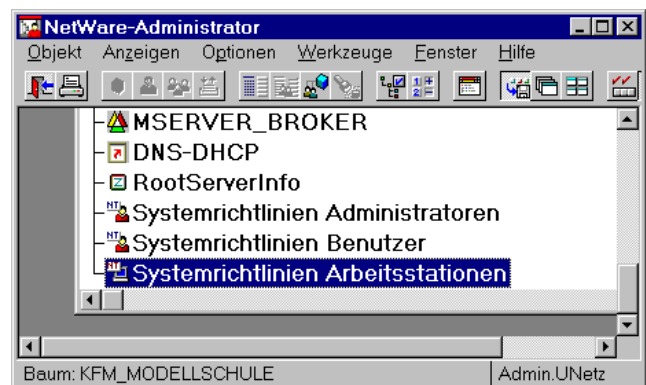 NetWare-Administrator
Objekt Anzeigen Optionen Werkzeuge Fenster Hilfe
MSERVER_BROKER
DNS-DHCP
RootServerInfo
Systemrichtlinien Administratoren
Systemrichtlinien Benutzer
Systemrichtlinien Arbeitsstationen
Baum: KFM_MODELLSCHULE Admin.UNetz